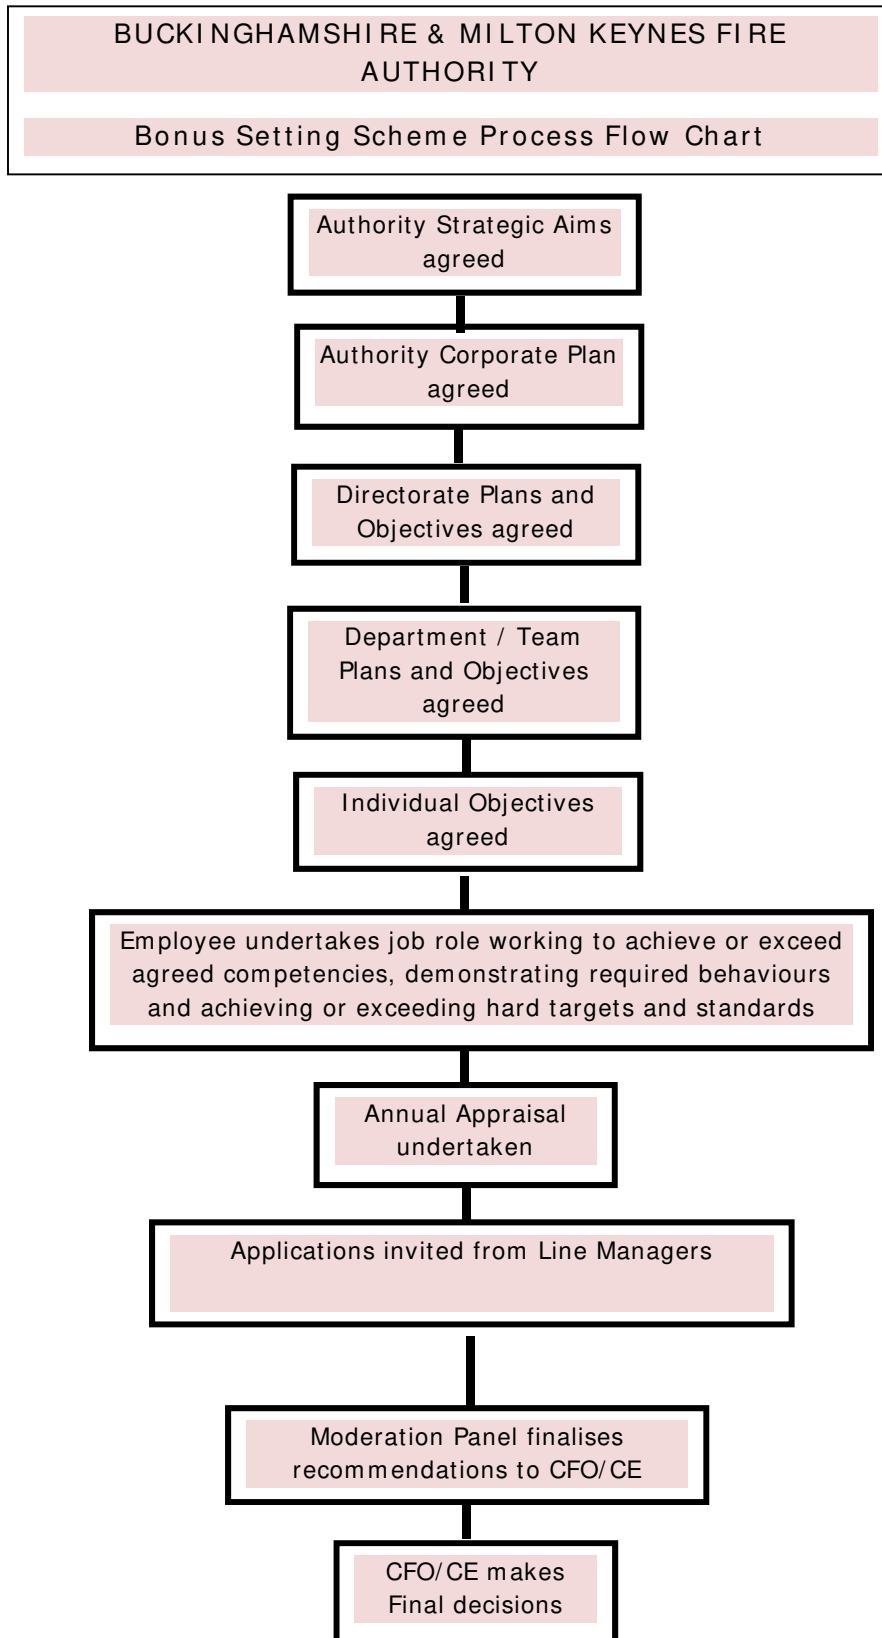 BUCKINGHAMSHIRE & MILTON KEYNES FIRE
AUTHORITY
Bonus Setting Scheme Process Flow Chart
Authority Strategic Aims
agreed
Authority Corporate Plan
agreed
Directorate Plans and
Objectives agreed
Department / Team
Plans and Objectives
agreed
Individual Objectives
agreed
Employee undertakes job role working to achieve or exceed
agreed competencies, demonstrating required behaviours
and achieving or exceeding hard targets and standards
Annual Appraisal
undertaken
Applications invited from Line Managers
Moderation Panel finalises
recommendations to CFO/CE
CFO/CE makes
Final decisions